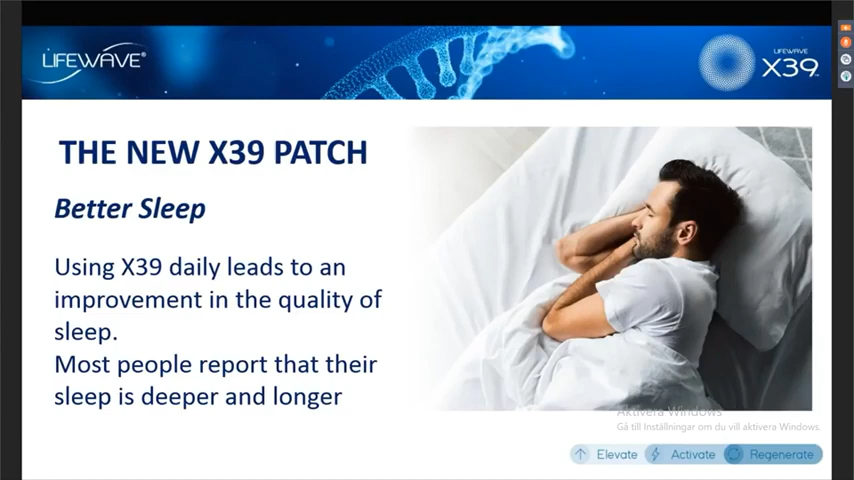 LIFEWAVE®
LIFEWAVE
X39
THE NEW X39 PATCH
Better Sleep
Using X39 daily leads to an
improvement in the quality of
sleep.
Most people report that their
sleep is deeper and longer
Aktivera Windows
Gå till Inställningar om du vill aktivera Windows.
Elevate Activate Regenerate